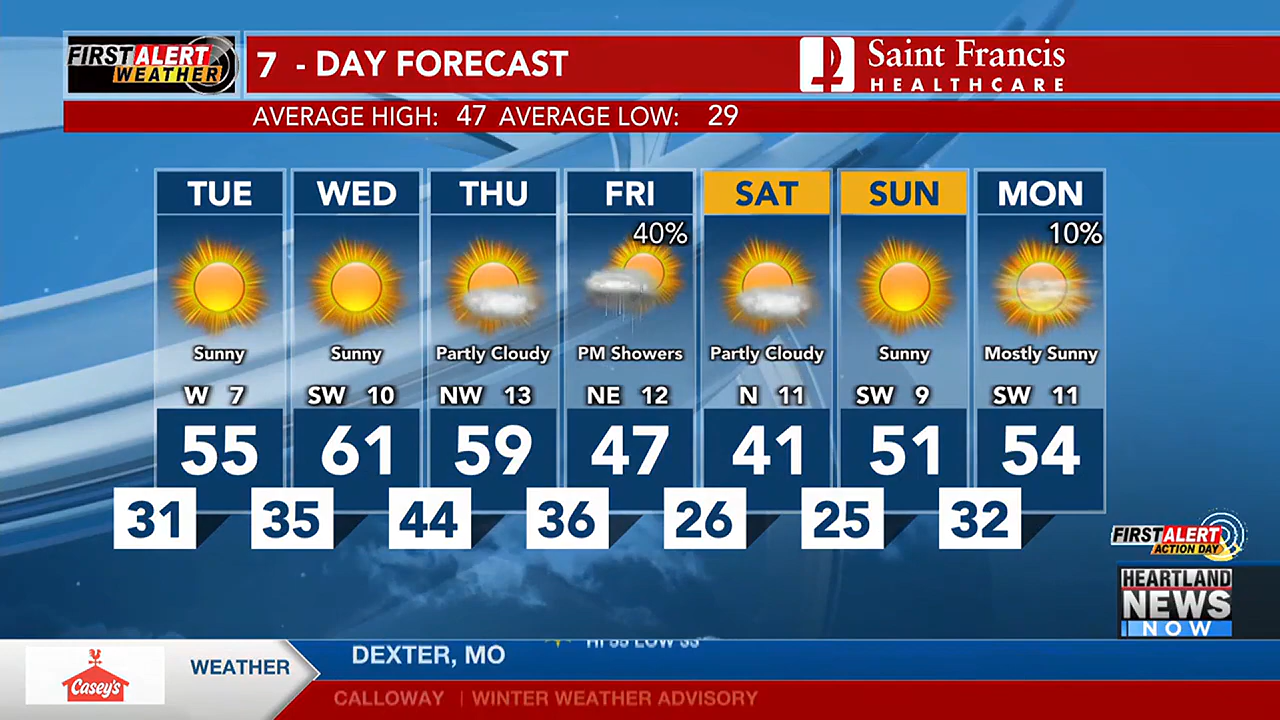 FIRST ALERT
WEATHER
7 - DAY FORECAST
Saint Francis
HEALTHCARE
AVERAGE HIGH: 47 AVERAGE LOW: 29
TUE WED THU FRI SAT SUN MON
40% 10%
Sunny Sunny Partly Cloudy PM Showers Partly Cloudy Sunny Mostly Sunny
W 7 SW 10 NW 13 NE 12 N 11 SW 9 SW 11
55 61 59 47 41 51 54
31 35 44 36 26 25 32
FIRST ALERT
ACTION DAY
HEARTLAND
NEWS
NOW
Casey's
WEATHER
DEXTER, MO
CALLOWAY | WINTER WEATHER ADVISORY